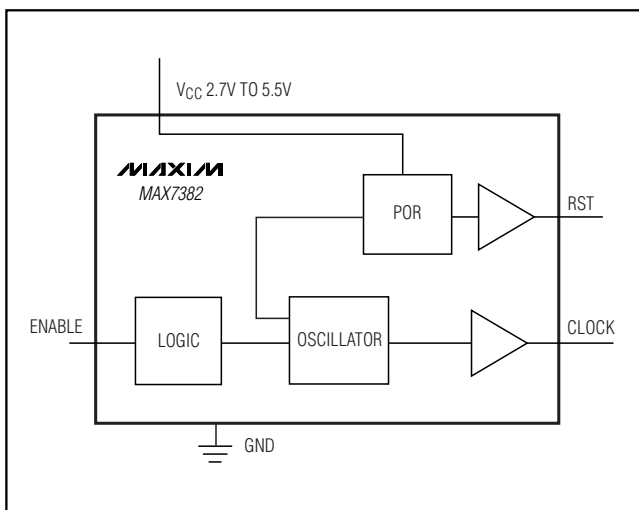 VCC 2.7V TO 5.5V
MAXIM
MAX7382
POR
RST
ENABLE
LOGIC
OSCILLATOR
CLOCK
GND